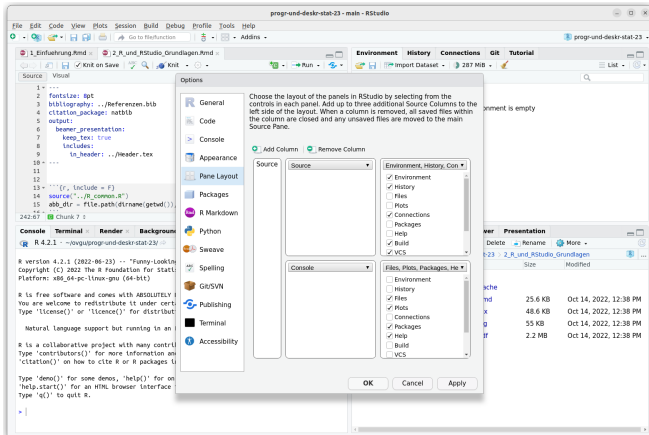 progr-und-deskr-stat-23 - main - RStudio
File Edit Code View Plots Session Build Debug Profile Tools Help
Go to file/function
Addins
progr-und-deskr-stat-23
1_Einfuehrung.Rmd
2_R_und_RStudio_Grundlagen.Rmd
Knit on Save
Knit
Run
Source Visual
1 ---
2 fontsize: 8pt
3 bibliography: ../Referenzen.bib
4 citation_package: natbib
5 output:
6 beamer_presentation:
7 keep_tex: true
8 includes:
9 in_header: ../Header.tex
10 ---
11
12
13 ```{r, include = F}
14 source("../R_common.R")
15 abb_dir = file.path(dirname(getwd()),
242:67 Chunk 7
Console Terminal Render Background
R 4.2.1 · ~/ovgu/progr-und-deskr-stat-23/
R version 4.2.1 (2022-06-23) -- "Funny-Looking
Copyright (C) 2022 The R Foundation for Statis
Platform: x86_64-pc-linux-gnu (64-bit)
R is free software and comes with ABSOLUTELY
You are welcome to redistribute it under certa
Type 'license()' or 'licence()' for distribut
Natural language support but running in an
R is a collaborative project with many contri
Type 'contributors()' for more information an
'citation()' on how to cite R or R packages i
Type 'demo()' for some demos, 'help()' for on
'help.start()' for an HTML browser interface
Type 'q()' to quit R.
>
Options
General
Code
Console
Appearance
Pane Layout
Packages
R Markdown
Python
Sweave
Spelling
Git/SVN
Publishing
Terminal
Accessibility
Choose the layout of the panels in RStudio by selecting from the
controls in each panel. Add up to three additional Source Columns to the
left side of the layout. When a column is removed, all saved files within
the column are closed and any unsaved files are moved to the main
Source Pane.
Add Column Remove Column
Source
Source
Environment, History, Con
Environment
History
Files
Plots
Connections
Packages
Help
Build
VCS
Console
Files, Plots, Packages, He
Environment
History
Files
Plots
Connections
Packages
Help
Build
VCS
OK Cancel Apply
Environment History Connections Git Tutorial
Import Dataset
287 MiB
List
onment is empty
wer Presentation
Delete Rename More
t-23 2_R_und_RStudio_Grundlagen
Size Modified
ache
md 25.6 KB Oct 14, 2022, 12:38 PM
x 48.6 KB Oct 14, 2022, 12:38 PM
g 55 KB Oct 14, 2022, 12:38 PM
df 2.2 MB Oct 14, 2022, 12:38 PM